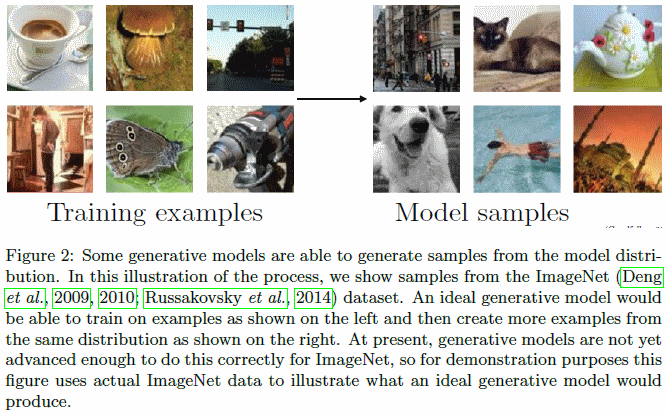 Training examples
Model samples
Figure 2: Some generative models are able to generate samples from the model distri-
bution. In this illustration of the process, we show samples from the ImageNet (Deng
et al., 2009, 2010; Russakovsky et al., 2014) dataset. An ideal generative model would
be able to train on examples as shown on the left and then create more examples from
the same distribution as shown on the right. At present, generative models are not yet
advanced enough to do this correctly for ImageNet, so for demonstration purposes this
figure uses actual ImageNet data to illustrate what an ideal generative model would
produce.